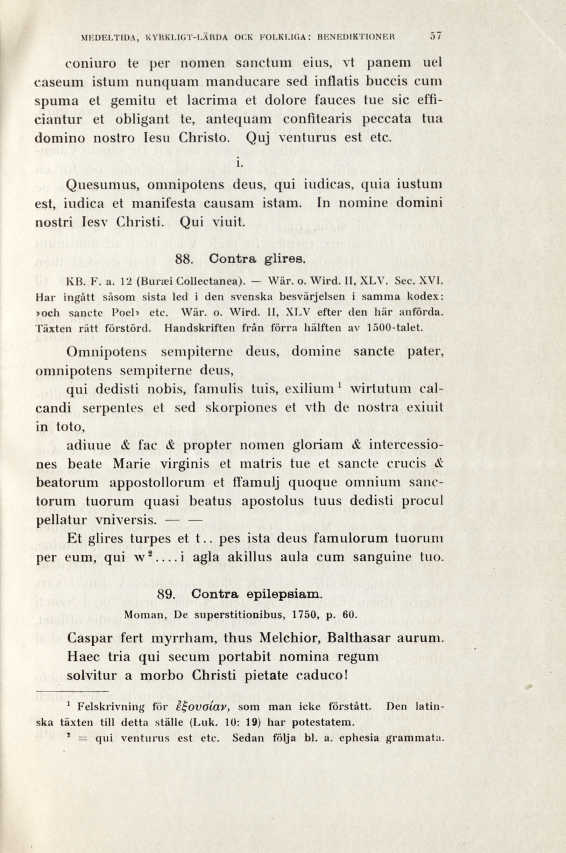 MEDELTIDA, KYRKLIGT-LÄRDA OCK FOLKLIGA: BENEDIKTIONER 57
coniuro te per nomen sanctum eius, vt panem uel
caseum istum nunquam manducare sed inflatis buccis cum
spuma et gemitu et lacrima et dolore fauces tue sic effi-
ciantur et obligant te, antequam confitearis peccata tua
domino nostro Iesu Christo. Quj venturus est etc.
i.
Quesumus, omnipotens deus, qui iudicas, quia iustum
est, iudica et manifesta causam istam. In nomine domini
nostri Iesv Christi. Qui viuit.
88. Contra glires.
KB. F. a. 12 (Buræi Collectanea). — Wär. o. Wird. II, XLV. Sec. XVI.
Har ingått såsom sista led i den svenska besvärjelsen i samma kodex:
»och sancte Poel» etc. Wär. o. Wird. II, XLV efter den här anförda.
Täxten rätt förstörd. Handskriften från förra hälften av 1500-talet.
Omnipotens sempiterne deus, domine sancte pater,
omnipotens sempiterne deus,
qui dedisti nobis, famulis tuis, exilium ¹ wirtutum cal-
candi serpentes et sed skorpiones et vth de nostra exiuit
in toto,
adiuue & fac & propter nomen gloriam & intercessio-
nes beate Marie virginis et matris tue et sancte crucis &
beatorum appostollorum et ffamulj quoque omnium sanc-
torum tuorum quasi beatus apostolus tuus dedisti procul
pellatur vniversis. — —
Et glires turpes et t.. pes ista deus famulorum tuorum
per eum, qui w²....i agla akillus aula cum sanguine tuo.
89. Contra epilepsiam.
Moman, De superstitionibus, 1750, p. 60.
Caspar fert myrrham, thus Melchior, Balthasar aurum.
Haec tria qui secum portabit nomina regum
solvitur a morbo Christi pietate caduco!
¹ Felskrivning för ἐξουσίαν, som man icke förstått. Den latin-
ska täxten till detta ställe (Luk. 10: 19) har potestatem.
² = qui venturus est etc. Sedan följa bl. a. ephesia grammata.